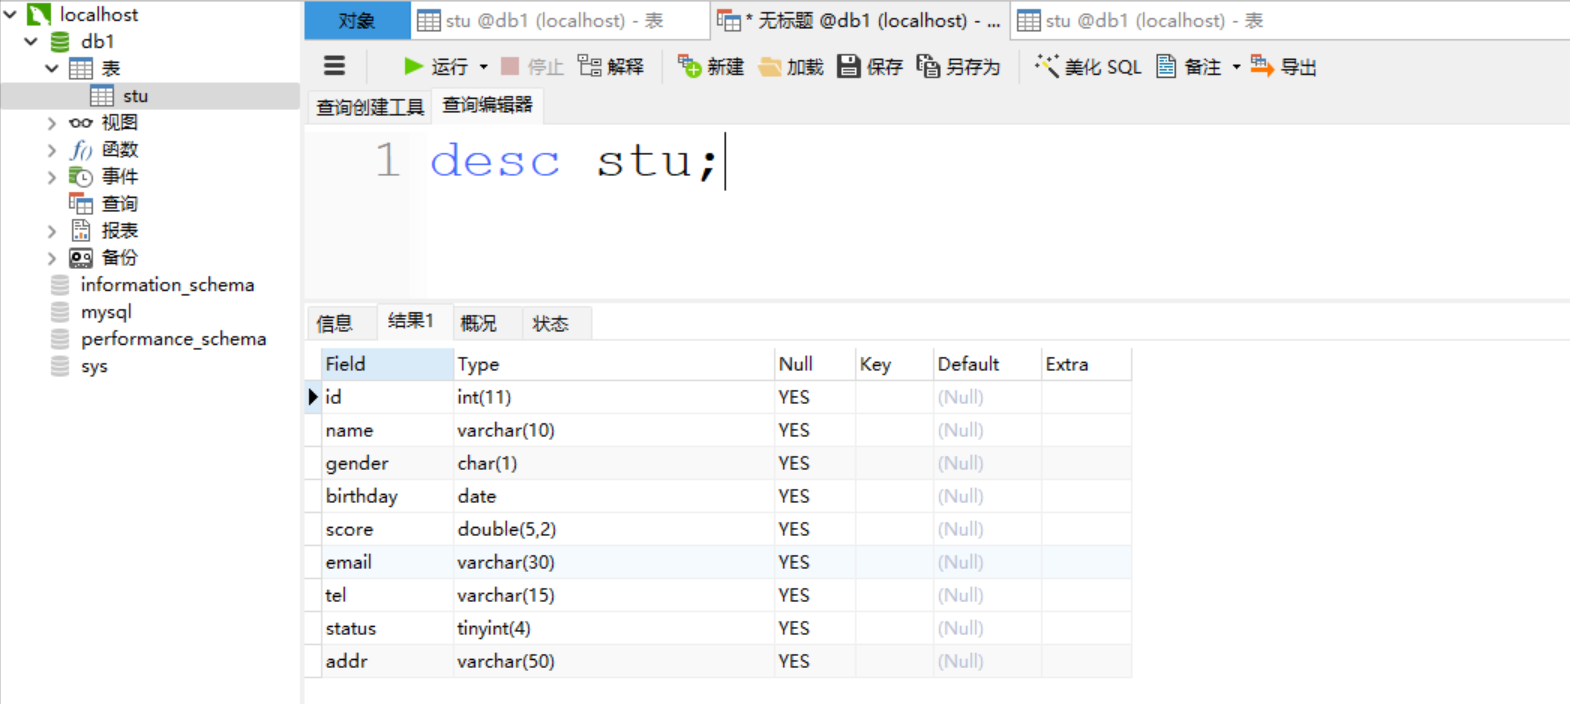 localhost
db1
表
stu
视图
函数
事件
查询
报表
备份
information_schema
mysql
performance_schema
sys
对象 stu @db1 (localhost) - 表 * 无标题 @db1 (localhost) - ... stu @db1 (localhost) - 表
运行 停止 解释 新建 加载 保存 另存为 美化 SQL 备注 导出
查询创建工具 查询编辑器
1 desc stu;
信息 结果1 概况 状态
Field Type Null Key Default Extra
id int(11) YES (Null)
name varchar(10) YES (Null)
gender char(1) YES (Null)
birthday date YES (Null)
score double(5,2) YES (Null)
email varchar(30) YES (Null)
tel varchar(15) YES (Null)
status tinyint(4) YES (Null)
addr varchar(50) YES (Null)